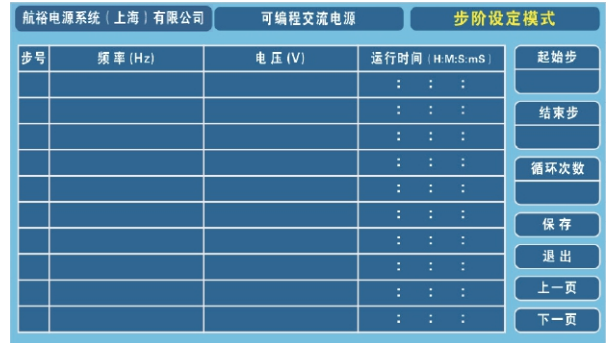 航裕电源系统（上海）有限公司 可编程交流电源 步阶设定模式
步号 频率(Hz) 电压(V) 运行时间（H:M:S:mS） 起始步
: : :
: : : 结束步
: : :
: : : 循环次数
: : :
: : : 保存
: : :
: : : 退出
: : : 上一页
: : : 下一页